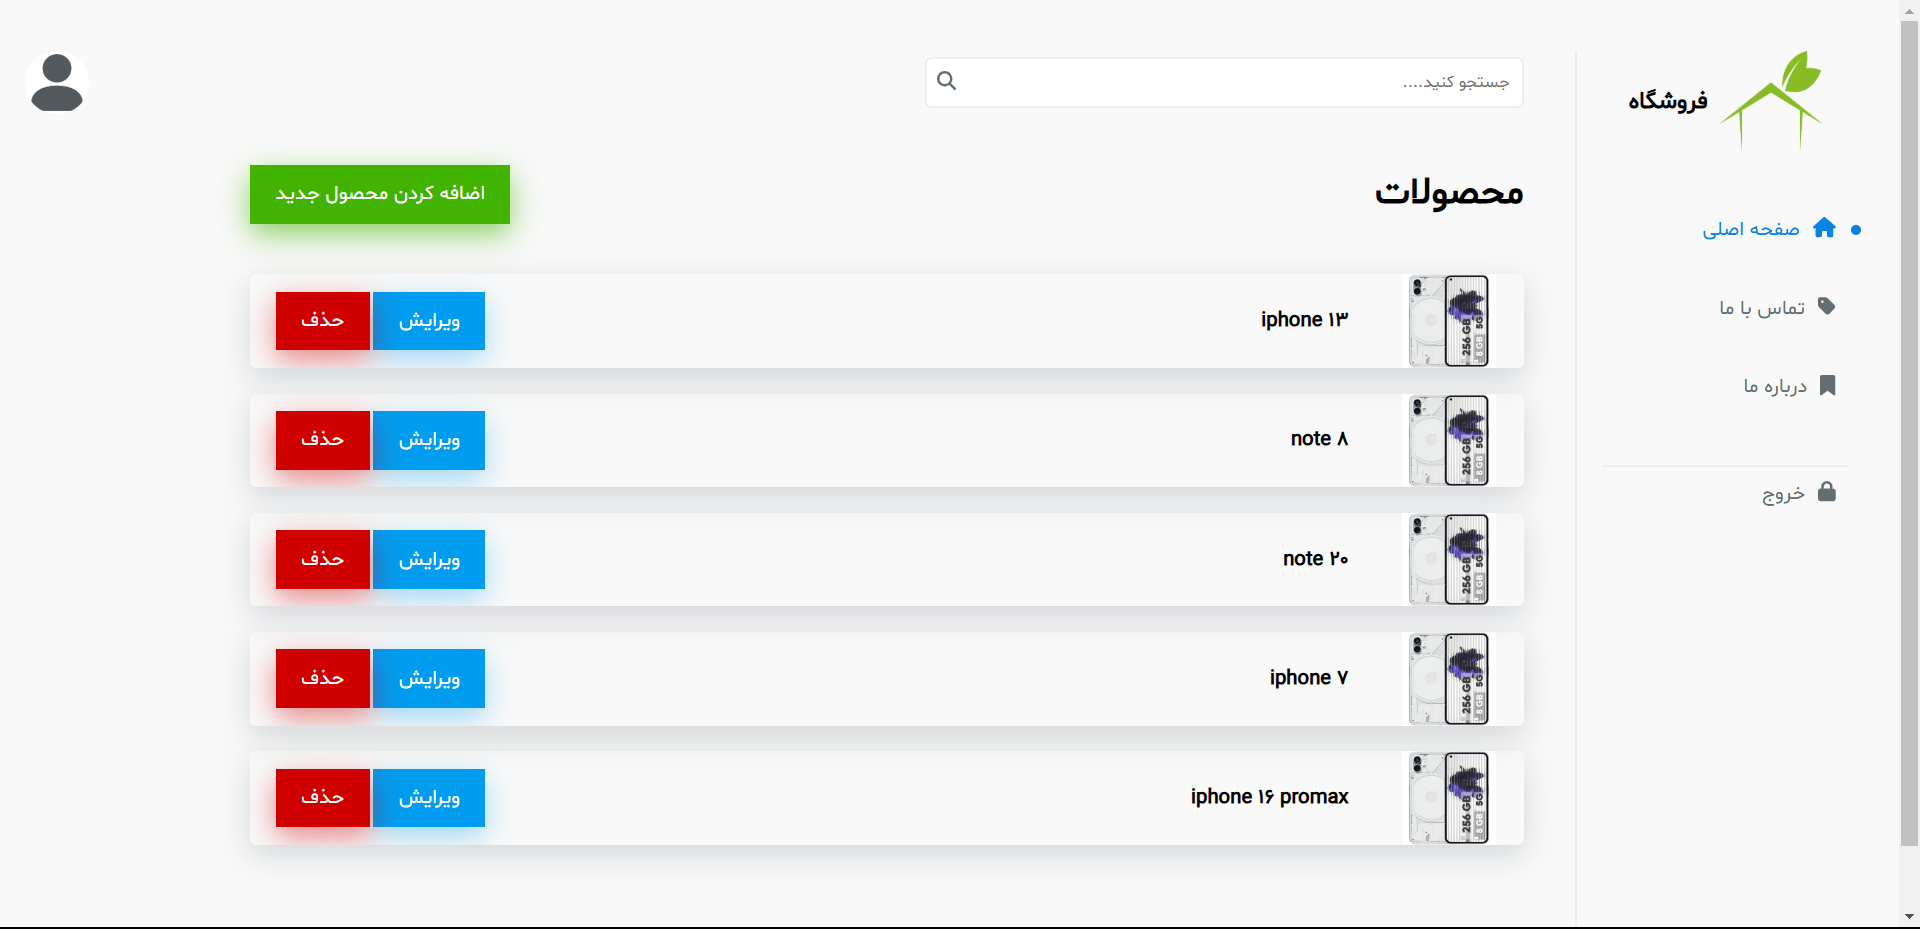 فروشگاه
صفحه اصلی
تماس با ما
درباره ما
خروج
جستجو کنید....
محصولات
اضافه کردن محصول جدید
256 GB
8 GB
5G
iphone ۱۳
ویرایش
حذف
256 GB
8 GB
5G
note ۸
ویرایش
حذف
256 GB
8 GB
5G
note ۲۰
ویرایش
حذف
256 GB
8 GB
5G
iphone ۷
ویرایش
حذف
256 GB
8 GB
5G
iphone ۱۶ promax
ویرایش
حذف